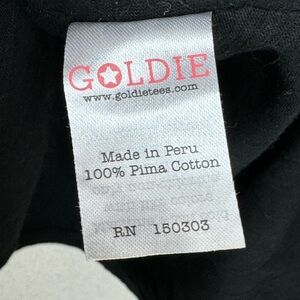 GOLDIE
www.goldietees.com
Made in Peru
100% Pima Cotton
RN 150303